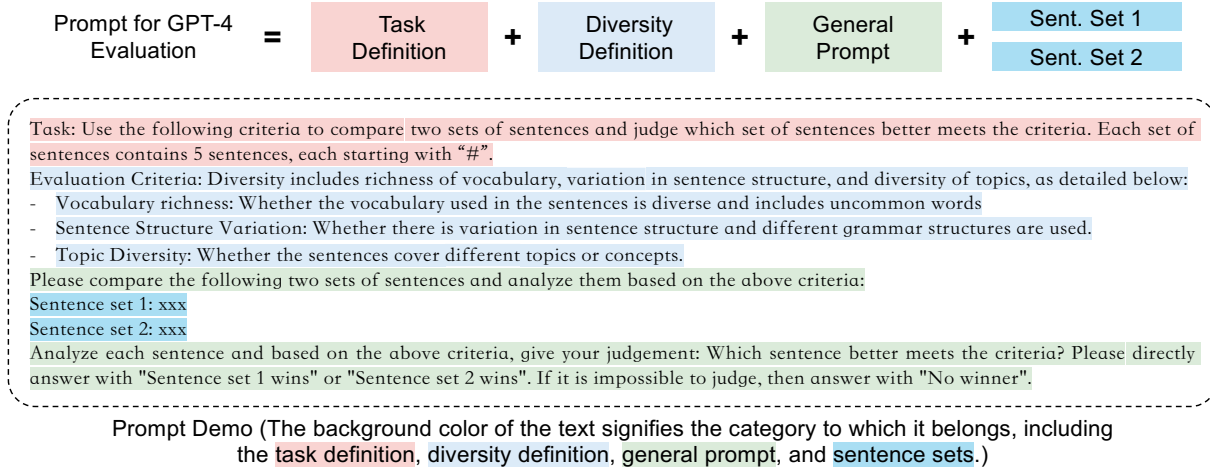 Prompt for GPT-4 Evaluation = Task Definition + Diversity Definition + General Prompt + Sent. Set 1
Sent. Set 2
Task: Use the following criteria to compare two sets of sentences and judge which set of sentences better meets the criteria. Each set of
sentences contains 5 sentences, each starting with “#”.
Evaluation Criteria: Diversity includes richness of vocabulary, variation in sentence structure, and diversity of topics, as detailed below:
- Vocabulary richness: Whether the vocabulary used in the sentences is diverse and includes uncommon words
- Sentence Structure Variation: Whether there is variation in sentence structure and different grammar structures are used.
- Topic Diversity: Whether the sentences cover different topics or concepts.
Please compare the following two sets of sentences and analyze them based on the above criteria:
Sentence set 1: xxx
Sentence set 2: xxx
Analyze each sentence and based on the above criteria, give your judgement: Which sentence better meets the criteria? Please directly
answer with "Sentence set 1 wins" or "Sentence set 2 wins". If it is impossible to judge, then answer with "No winner".
Prompt Demo (The background color of the text signifies the category to which it belongs, including
the task definition, diversity definition, general prompt, and sentence sets.)